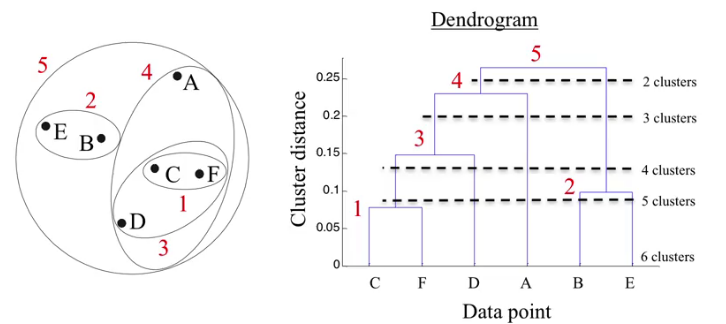 Dendrogram
5
4
A
2
E
B
C
F
1
D
3
5
4
3
2
1
Cluster distance
0.25
0.2
0.15
0.1
0.05
0
2 clusters
3 clusters
4 clusters
5 clusters
6 clusters
C F D A B E
Data point